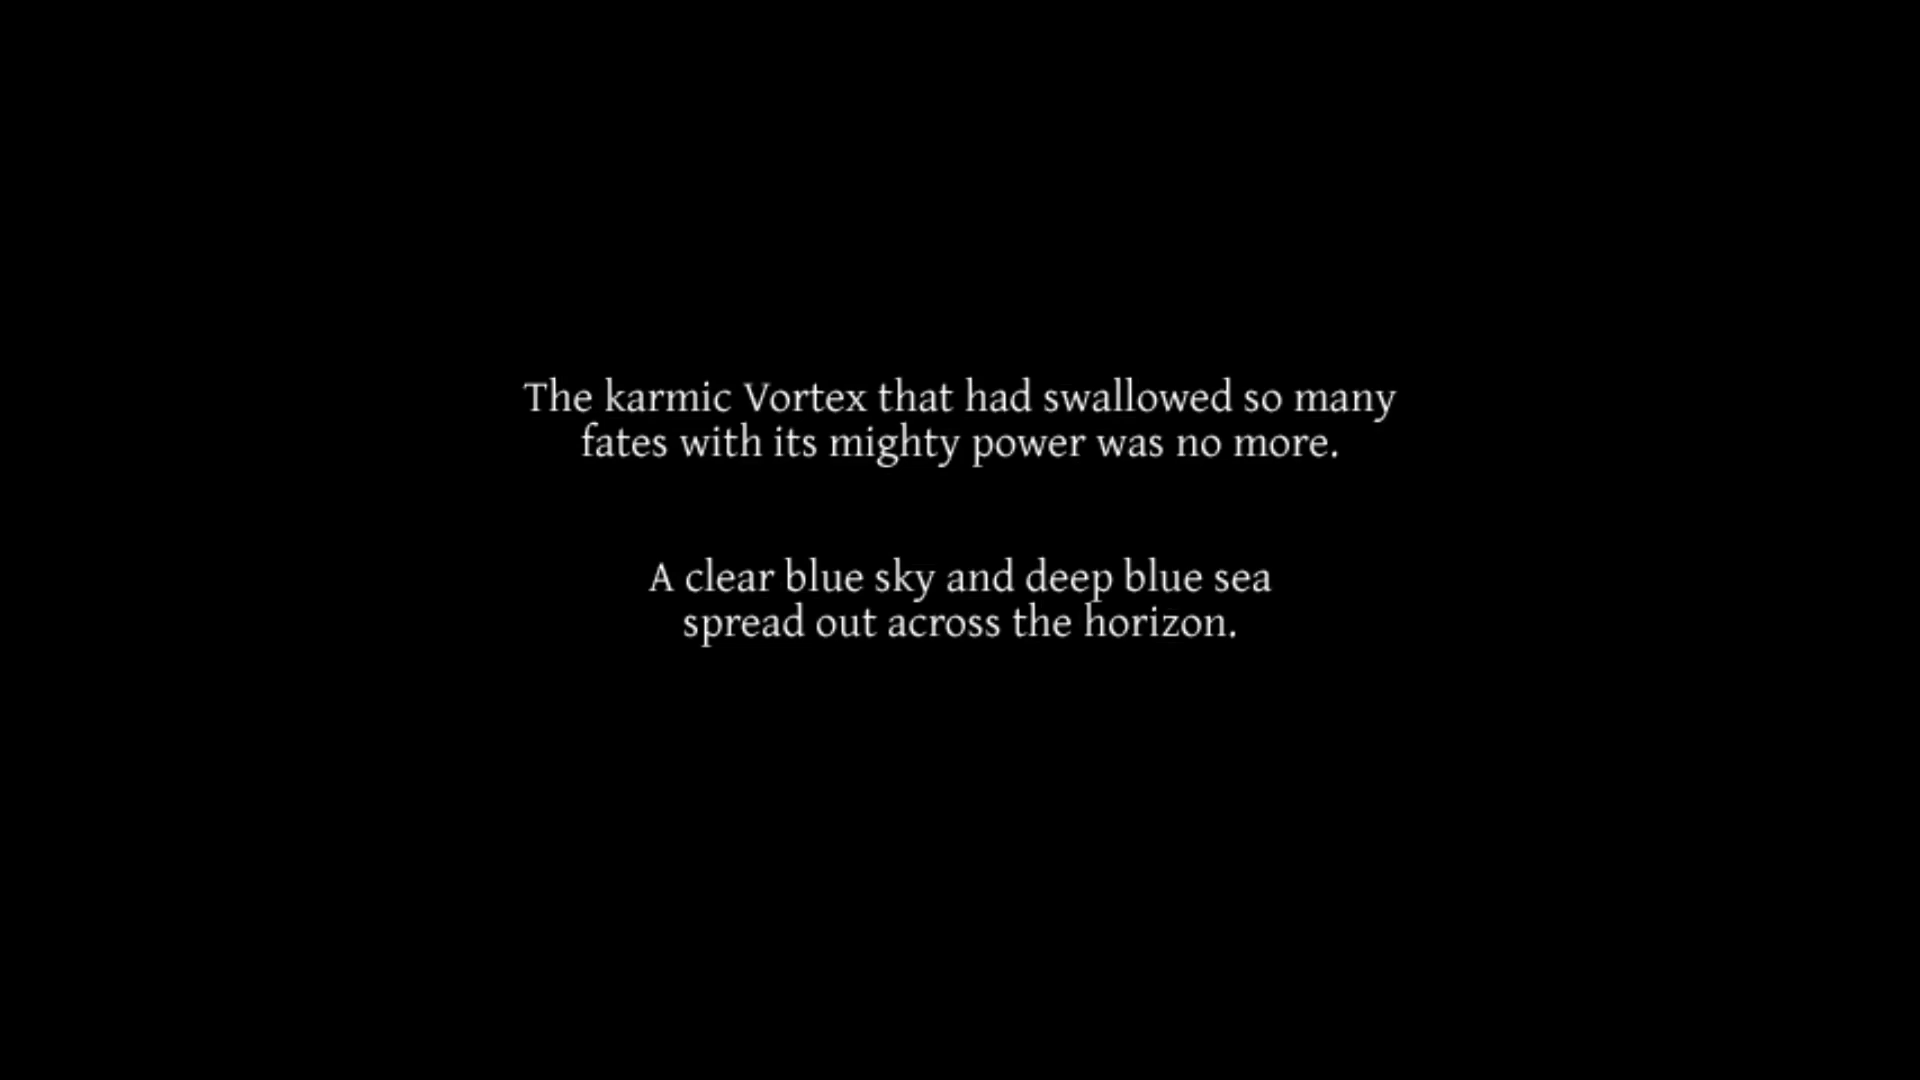 The karmic Vortex that had swallowed so many
fates with its mighty power was no more.
A clear blue sky and deep blue sea
spread out across the horizon.